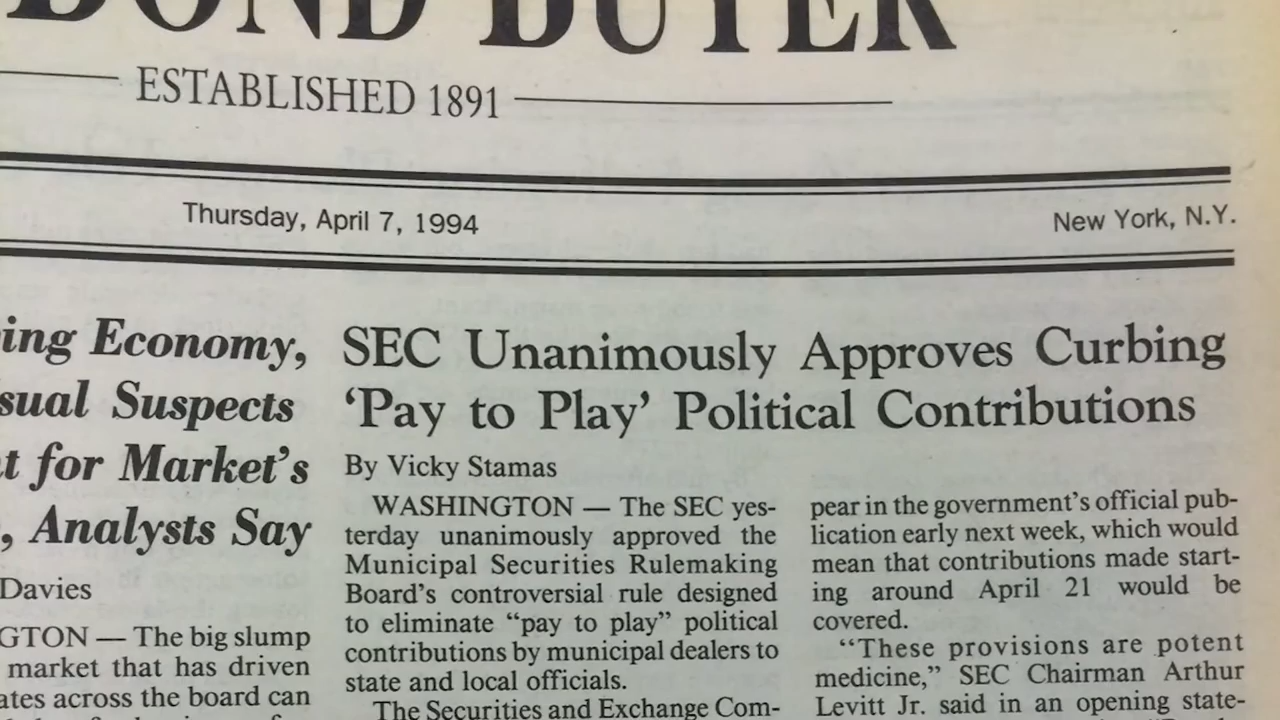 BOND BUYER
ESTABLISHED 1891
Thursday, April 7, 1994
New York, N.Y.
ing Economy,
sual Suspects
t for Market's
, Analysts Say
Davies
GTON — The big slump
market that has driven
ates across the board can
SEC Unanimously Approves Curbing
‘Pay to Play’ Political Contributions
By Vicky Stamas
WASHINGTON — The SEC yes-
terday unanimously approved the
Municipal Securities Rulemaking
Board's controversial rule designed
to eliminate “pay to play” political
contributions by municipal dealers to
state and local officials.
The Securities and Exchange Com-
pear in the government's official pub-
lication early next week, which would
mean that contributions made start-
ing around April 21 would be
covered.
“These provisions are potent
medicine,” SEC Chairman Arthur
Levitt Jr. said in an opening state-